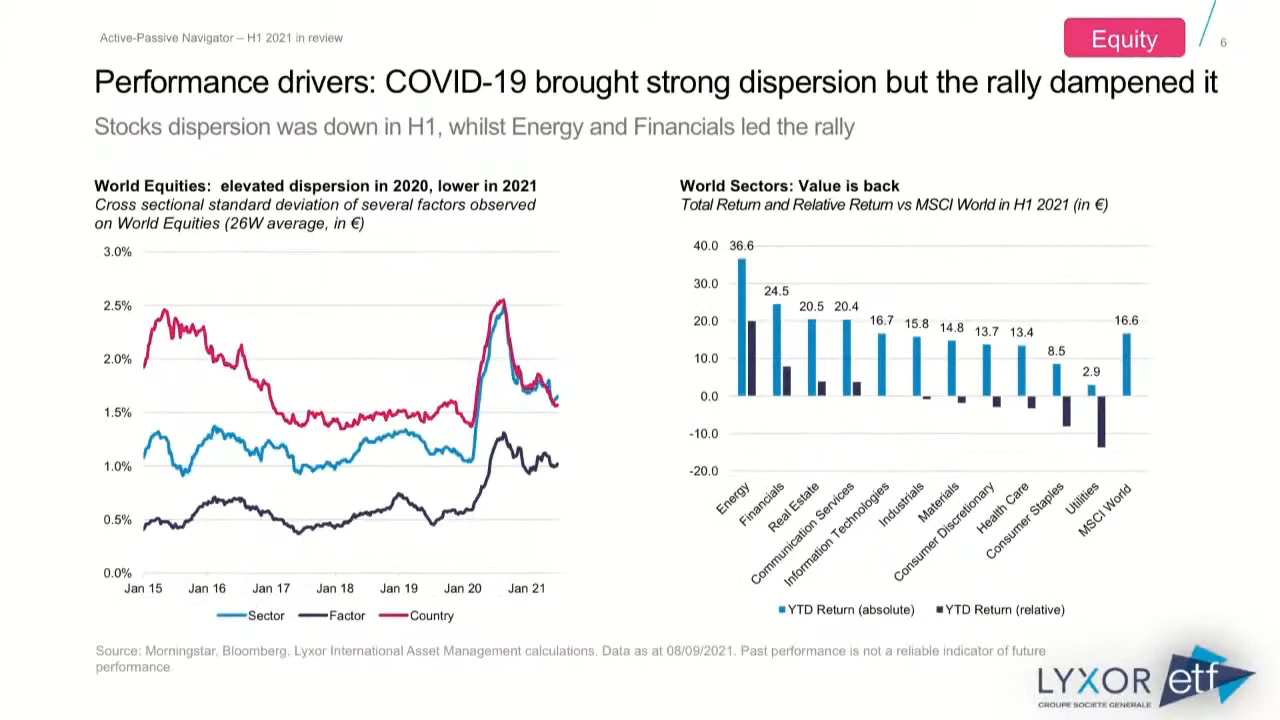 Active-Passive Navigator – H1 2021 in review
Equity
6
Performance drivers: COVID-19 brought strong dispersion but the rally dampened it
Stocks dispersion was down in H1, whilst Energy and Financials led the rally
World Equities: elevated dispersion in 2020, lower in 2021
Cross sectional standard deviation of several factors observed
on World Equities (26W average, in €)
3.0%
2.5%
2.0%
1.5%
1.0%
0.5%
0.0%
Jan 15 Jan 16 Jan 17 Jan 18 Jan 19 Jan 20 Jan 21
Sector Factor Country
World Sectors: Value is back
Total Return and Relative Return vs MSCI World in H1 2021 (in €)
40.0
30.0
20.0
10.0
0.0
-10.0
-20.0
36.6 24.5 20.5 20.4 16.7 15.8 14.8 13.7 13.4 8.5 2.9 16.6
Energy
Financials
Real Estate
Communication Services
Information Technologies
Industrials
Materials
Consumer Discretionary
Health Care
Consumer Staples
Utilities
MSCI World
YTD Return (absolute) YTD Return (relative)
Source: Morningstar, Bloomberg. Lyxor International Asset Management calculations. Data as at 08/09/2021. Past performance is not a reliable indicator of future
performance
LYXOR etf
GROUPE SOCIETE GENERALE